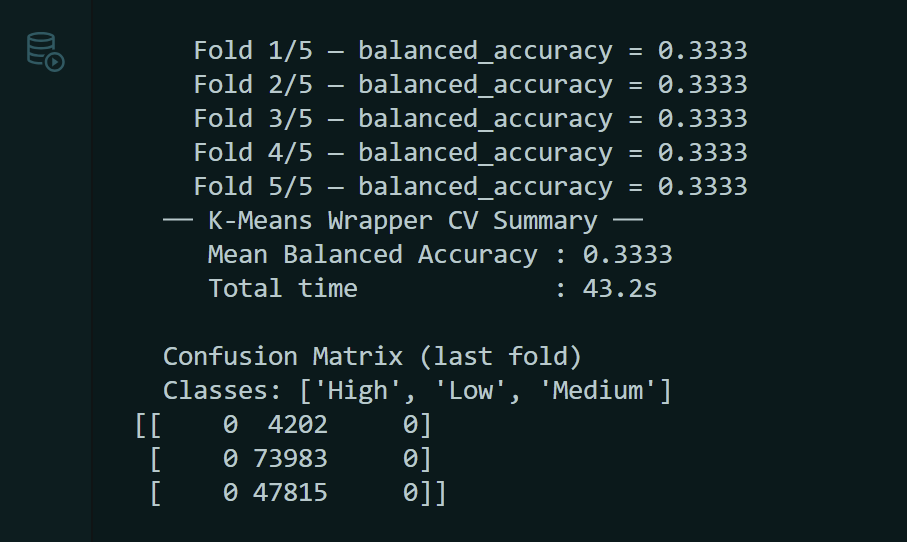 Fold 1/5 — balanced_accuracy = 0.3333
Fold 2/5 — balanced_accuracy = 0.3333
Fold 3/5 — balanced_accuracy = 0.3333
Fold 4/5 — balanced_accuracy = 0.3333
Fold 5/5 — balanced_accuracy = 0.3333
── K-Means Wrapper CV Summary ──
Mean Balanced Accuracy : 0.3333
Total time             : 43.2s
Confusion Matrix (last fold)
Classes: ['High', 'Low', 'Medium']
[[    0  4202     0]
 [    0 73983     0]
 [    0 47815     0]]